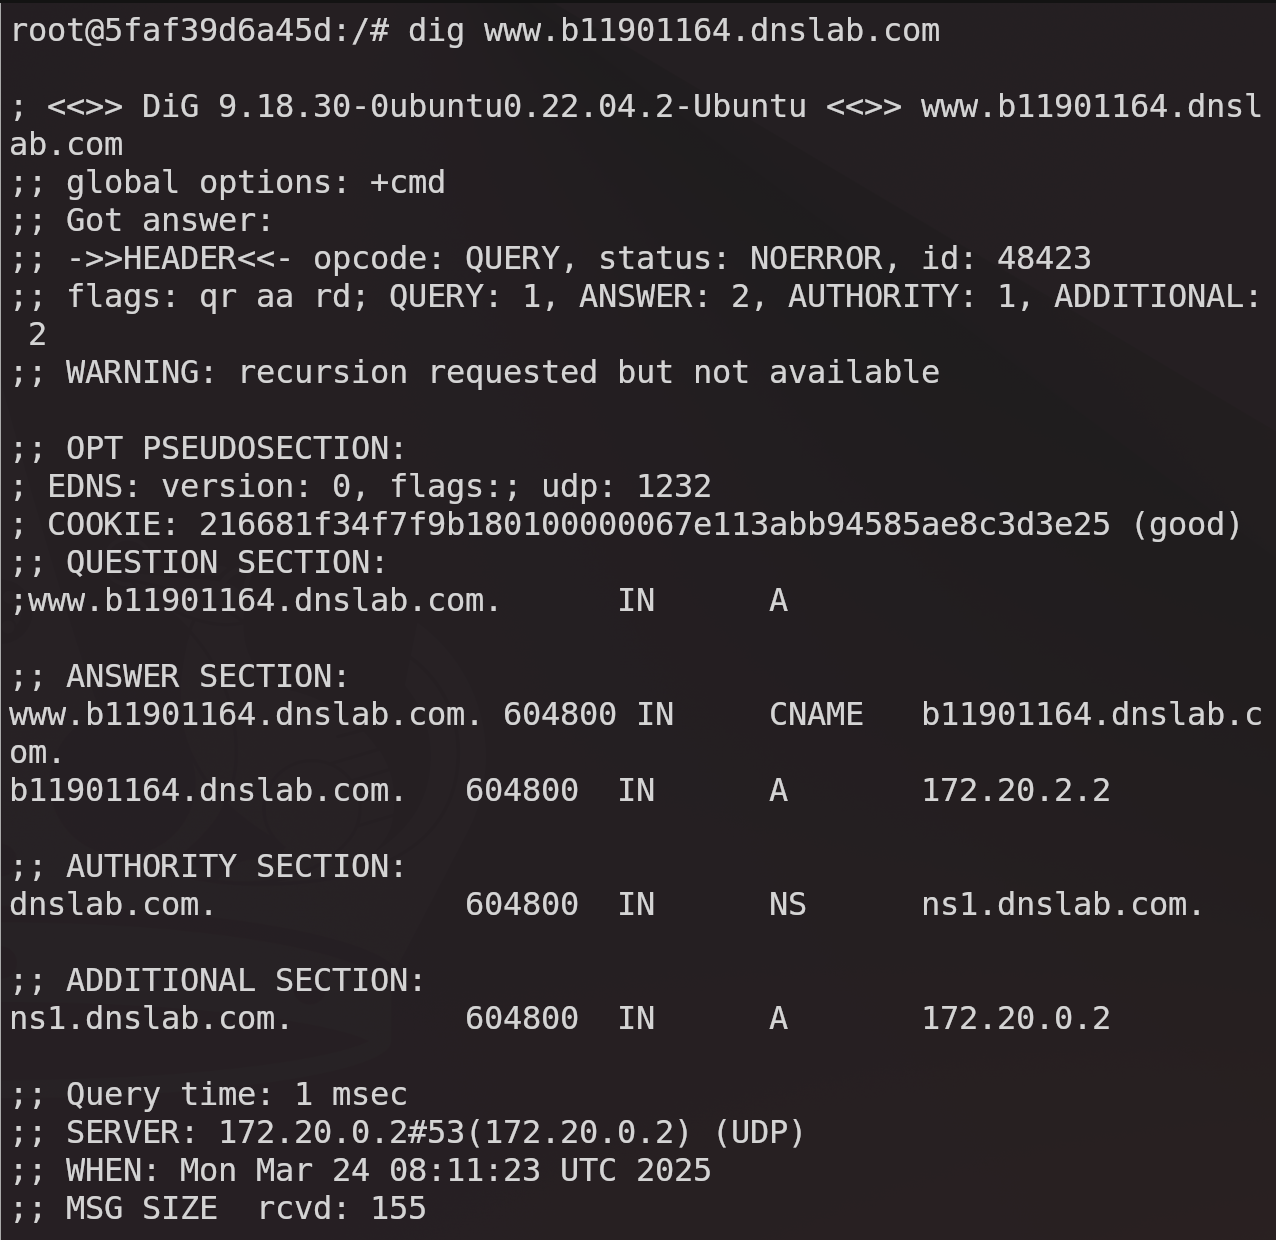 root@5faf39d6a45d:/# dig www.b11901164.dnslab.com
; <<>> DiG 9.18.30-0ubuntu0.22.04.2-Ubuntu <<>> www.b11901164.dnsl
ab.com
;; global options: +cmd
;; Got answer:
;; ->>HEADER<<- opcode: QUERY, status: NOERROR, id: 48423
;; flags: qr aa rd; QUERY: 1, ANSWER: 2, AUTHORITY: 1, ADDITIONAL:
 2
;; WARNING: recursion requested but not available
;; OPT PSEUDOSECTION:
; EDNS: version: 0, flags:; udp: 1232
; COOKIE: 216681f34f7f9b180100000067e113abb94585ae8c3d3e25 (good)
;; QUESTION SECTION:
;www.b11901164.dnslab.com.      IN      A
;; ANSWER SECTION:
www.b11901164.dnslab.com. 604800 IN     CNAME   b11901164.dnslab.c
om.
b11901164.dnslab.com.   604800  IN      A       172.20.2.2
;; AUTHORITY SECTION:
dnslab.com.             604800  IN      NS      ns1.dnslab.com.
;; ADDITIONAL SECTION:
ns1.dnslab.com.         604800  IN      A       172.20.0.2
;; Query time: 1 msec
;; SERVER: 172.20.0.2#53(172.20.0.2) (UDP)
;; WHEN: Mon Mar 24 08:11:23 UTC 2025
;; MSG SIZE  rcvd: 155